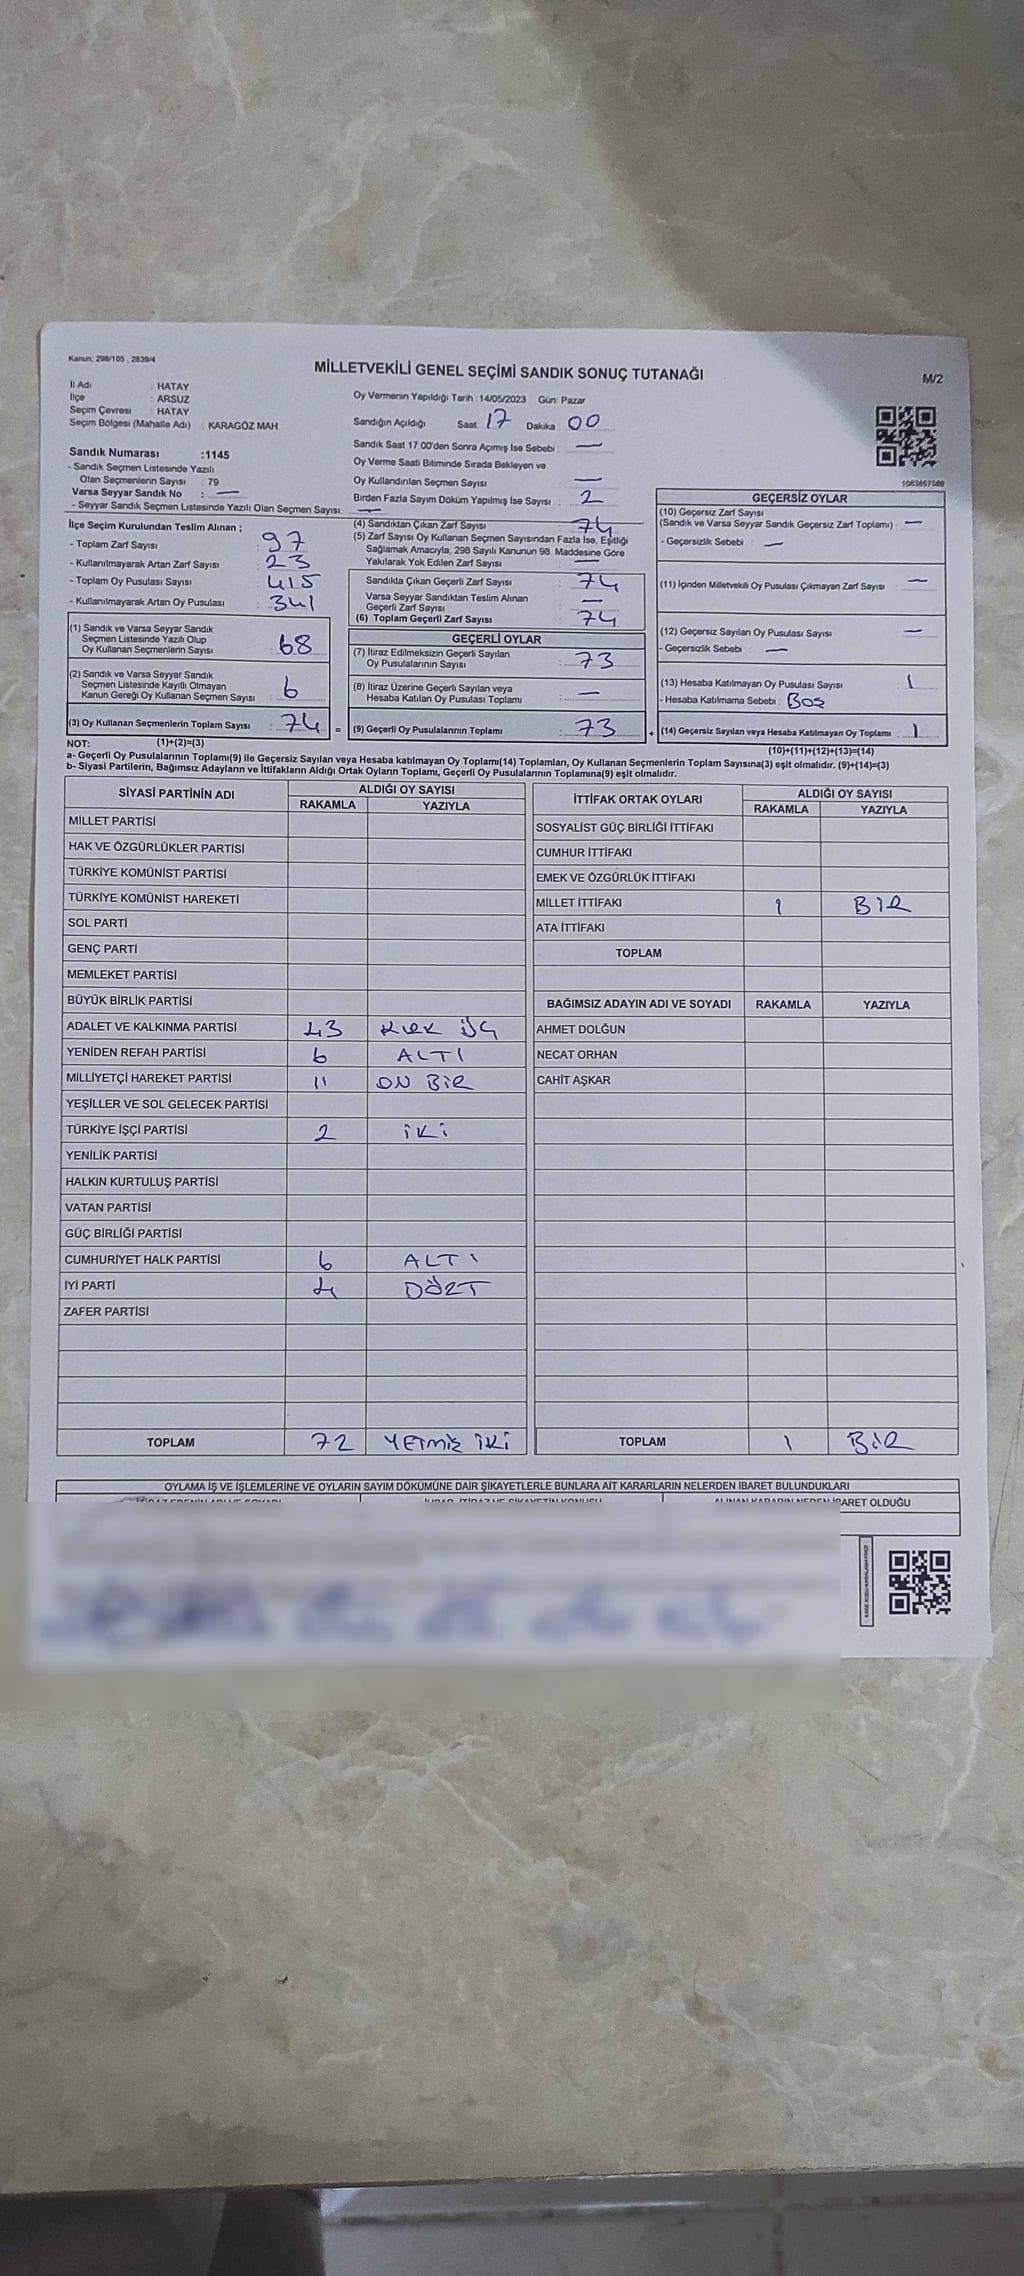 Kanun; 298/105 , 2839/4
MİLLETVEKİLİ GENEL SEÇİMİ SANDIK SONUÇ TUTANAĞI
M/2
İl Adı : HATAY
İlçe : ARSUZ
Seçim Çevresi : HATAY
Seçim Bölgesi (Mahalle Adı) : KARAGÖZ MAH.
Oy Vermenin Yapıldığı Tarih :14/05/2023 Gün: Pazar
Sandığın Açıldığı Saat: 17 Dakika 00
Sandık Saat 17:00'den Sonra Açımış İse Sebebi : —
Oy Verme Saati Bitiminde Sırada Bekleyen ve
Oy Kullandırılan Seçmen Sayısı : —
Birden Fazla Sayım Döküm Yapılmış İse Sayısı : 2
Sandık Numarası :1145
- Sandık Seçmen Listesinde Yazılı
Olan Seçmenlerin Sayısı : 79
Varsa Seyyar Sandık No : —
- Seyyar Sandık Seçmen Listesinde Yazılı Olan Seçmen Sayısı: —
İlçe Seçim Kurulundan Teslim Alınan ;
- Toplam Zarf Sayısı : 97
- Kullanılmayarak Artan Zarf Sayısı : 23
- Toplam Oy Pusulası Sayısı : 415
- Kullanılmayarak Artan Oy Pusulası : 341
(1) Sandık ve Varsa Seyyar Sandık
Seçmen Listesinde Yazılı Olup
Oy Kullanan Seçmenlerin Sayısı : 68
(2) Sandık ve Varsa Seyyar Sandık
Seçmen Listesinde Kayıtlı Olmayan
Kanun Gereği Oy Kullanan Seçmen Sayısı : 6
(3) Oy Kullanan Seçmenlerin Toplam Sayısı : 74 =
(4) Sandıktan Çıkan Zarf Sayısı : 74
(5) Zarf Sayısı Oy Kullanan Seçmen Sayısından Fazla İse, Eşitliği
Sağlamak Amacıyla; 298 Sayılı Kanunun 98. Maddesine Göre
Yakılarak Yok Edilen Zarf Sayısı : —
Sandıkla Çıkan Geçerli Zarf Sayısı : 74
Varsa Seyyar Sandıktan Teslim Alınan
Geçerli Zarf Sayısı : —
(6) Toplam Geçerli Zarf Sayısı : 74
GEÇERLİ OYLAR
(7) İtiraz Edilmeksizin Geçerli Sayılan
Oy Pusulalarının Sayısı : 73
(8) İtiraz Üzerine Geçerli Sayılan veya
Hesaba Katılan Oy Pusulası Toplamı : —
(9) Geçerli Oy Pusulalarının Toplamı : 73 +
GEÇERSİZ OYLAR
(10) Geçersiz Zarf Sayısı
(Sandık ve Varsa Seyyar Sandık Geçersiz Zarf Toplamı) : —
- Geçersizlik Sebebi : —
(11) İçinden Milletvekili Oy Pusulası Çıkmayan Zarf Sayısı : —
(12) Geçersiz Sayılan Oy Pusulası Sayısı : —
- Geçersizlik Sebebi : —
(13) Hesaba Katılmayan Oy Pusulası Sayısı : 1
- Hesaba Katılmama Sebebi : Boş
(14) Geçersiz Sayılan veya Hesaba Katılmayan Oy Toplamı : 1
NOT: (1)+(2)=(3) (10)+(11)+(12)+(13)=(14)
a- Geçerli Oy Pusulalarının Toplamı(9) ile Geçersiz Sayılan veya Hesaba katılmayan Oy Toplamı(14) Toplamları, Oy Kullanan Seçmenlerin Toplam Sayısına(3) eşit olmalıdır. (9)+(14)=(3)
b- Siyasi Partilerin, Bağımsız Adayların ve İttifakların Aldığı Ortak Oyların Toplamı, Geçerli Oy Pusulalarının Toplamına(9) eşit olmalıdır.
SİYASİ PARTİNİN ADI ALDIĞI OY SAYISI
RAKAMLA YAZIYLA
MİLLET PARTİSİ
HAK VE ÖZGÜRLÜKLER PARTİSİ
TÜRKİYE KOMÜNİST PARTİSİ
TÜRKİYE KOMÜNİST HAREKETİ
SOL PARTİ
GENÇ PARTİ
MEMLEKET PARTİSİ
BÜYÜK BİRLİK PARTİSİ
ADALET VE KALKINMA PARTİSİ 43 KIRK ÜÇ
YENİDEN REFAH PARTİSİ 6 ALTI
MİLLİYETÇİ HAREKET PARTİSİ 11 ON BİR
YEŞİLLER VE SOL GELECEK PARTİSİ
TÜRKİYE İŞÇİ PARTİSİ 2 İKİ
YENİLİK PARTİSİ
HALKIN KURTULUŞ PARTİSİ
VATAN PARTİSİ
GÜÇ BİRLİĞİ PARTİSİ
CUMHURİYET HALK PARTİSİ 6 ALTI
İYİ PARTİ 4 DÖRT
ZAFER PARTİSİ
TOPLAM 72 YETMİŞ İKİ
İTTİFAK ORTAK OYLARI ALDIĞI OY SAYISI
RAKAMLA YAZIYLA
SOSYALİST GÜÇ BİRLİĞİ İTTİFAKI
CUMHUR İTTİFAKI
EMEK VE ÖZGÜRLÜK İTTİFAKI
MİLLET İTTİFAKI 1 BİR
ATA İTTİFAKI
TOPLAM
BAĞIMSIZ ADAYIN ADI VE SOYADI RAKAMLA YAZIYLA
AHMET DOLĞUN
NECAT ORHAN
CAHİT AŞKAR
TOPLAM 1 BİR
OYLAMA İŞ VE İŞLEMLERİNE VE OYLARIN SAYIM DÖKÜMÜNE DAİR ŞİKAYETLERLE BUNLARA AİT KARARLARIN NELERDEN İBARET BULUNDUKLARI
ALINAN KARARIN NEDEN İBARET OLDUĞU